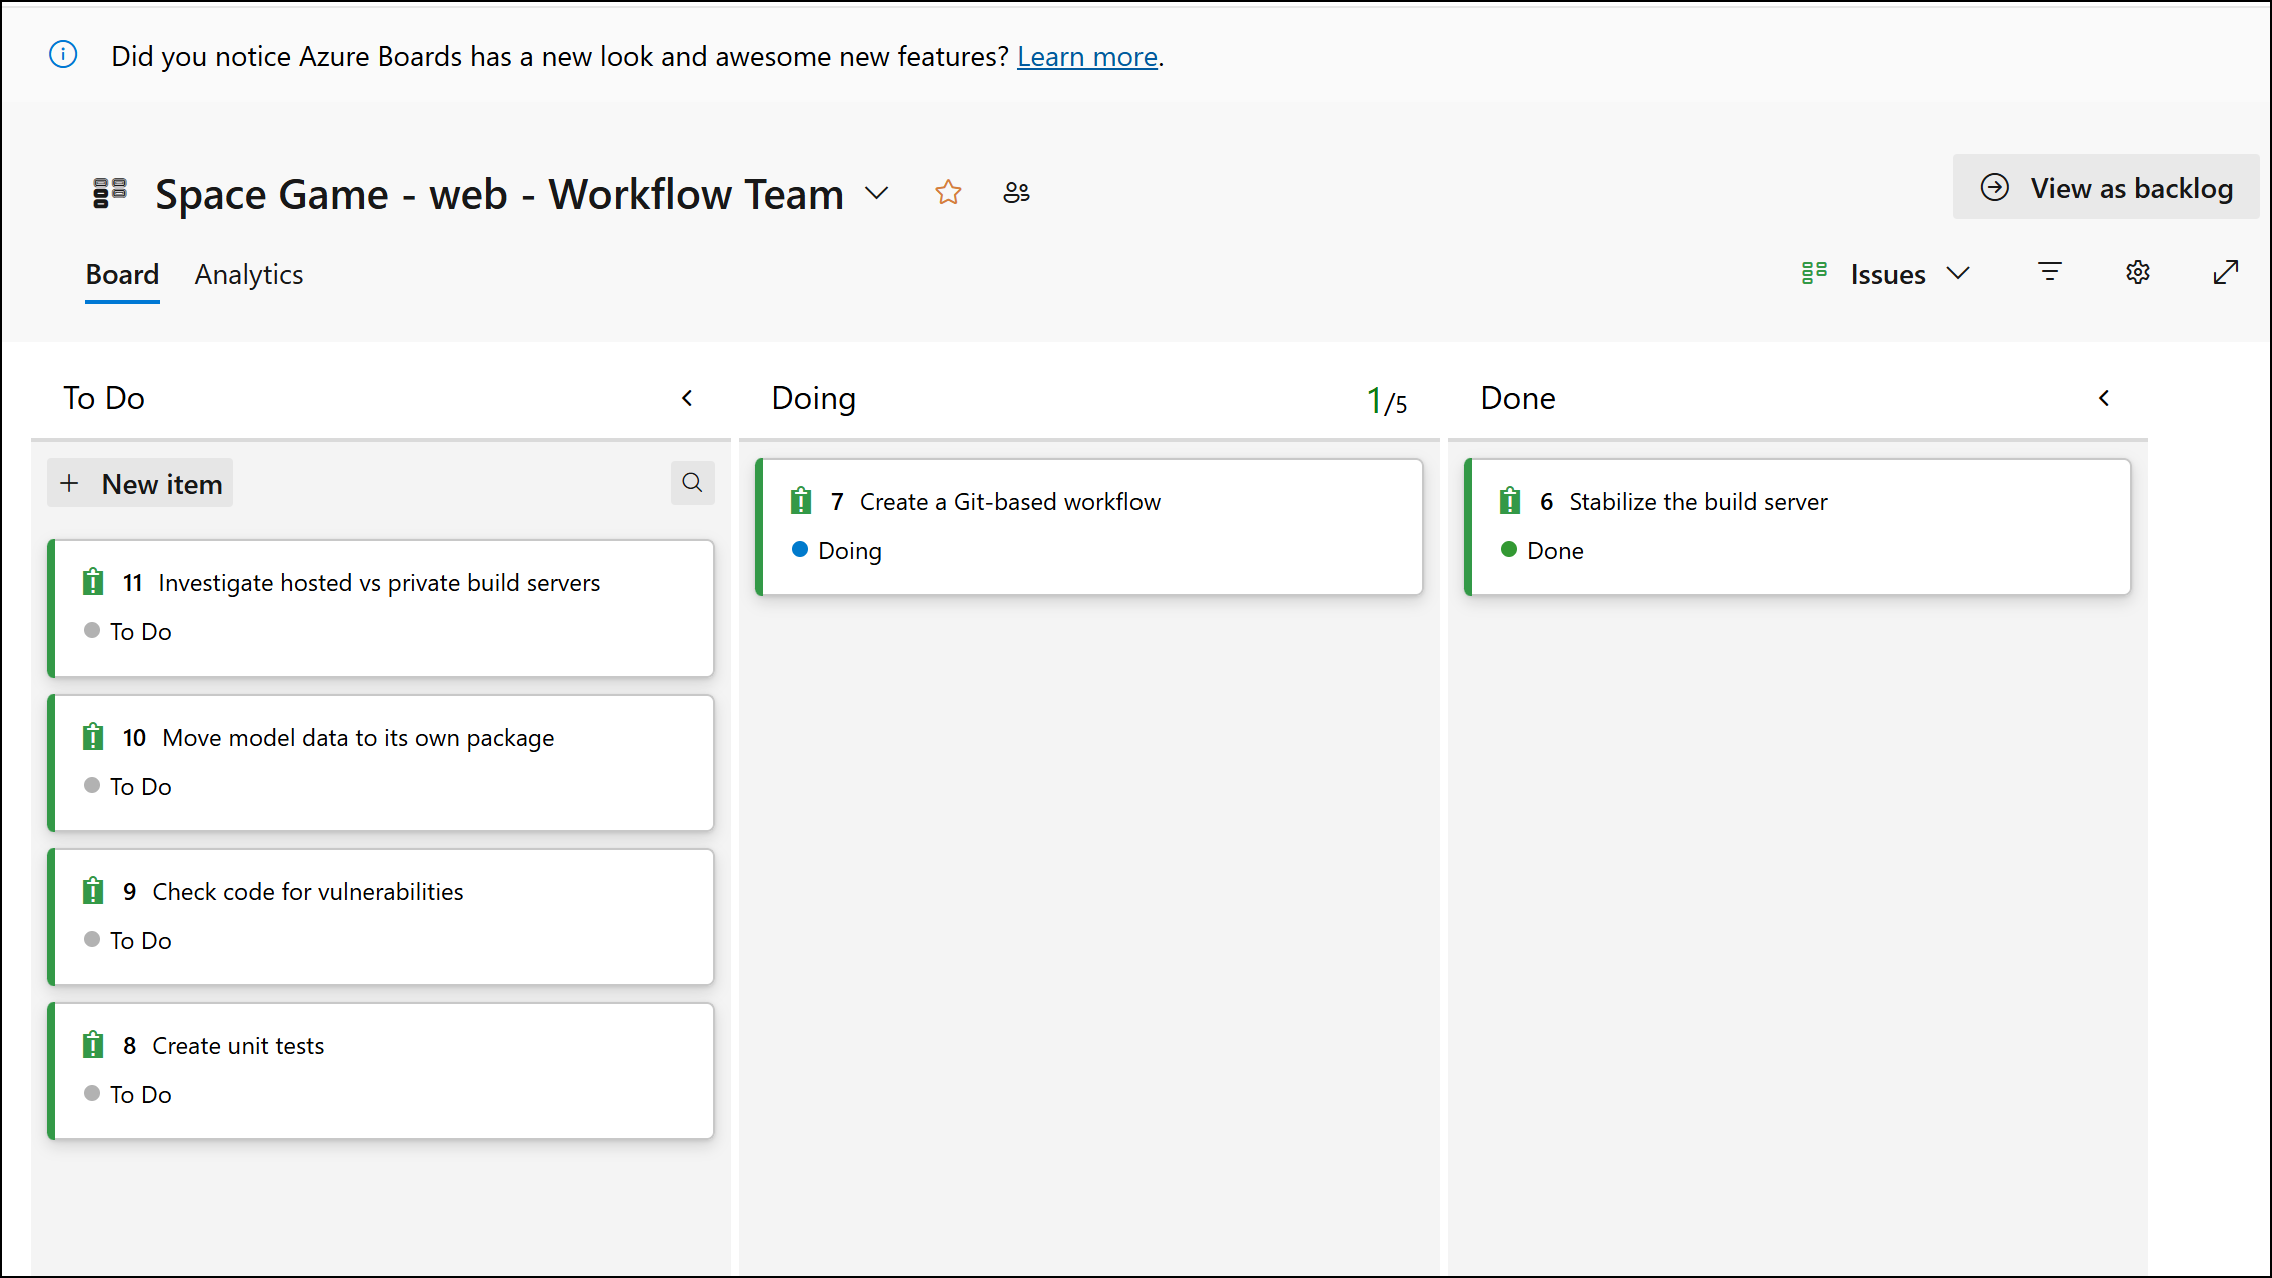 Did you notice Azure Boards has a new look and awesome new features? Learn more.
Space Game - web - Workflow Team
View as backlog
Board Analytics
Issues
To Do
Doing
1/5
Done
New item
11 Investigate hosted vs private build servers
To Do
10 Move model data to its own package
To Do
9 Check code for vulnerabilities
To Do
8 Create unit tests
To Do
7 Create a Git-based workflow
Doing
6 Stabilize the build server
Done